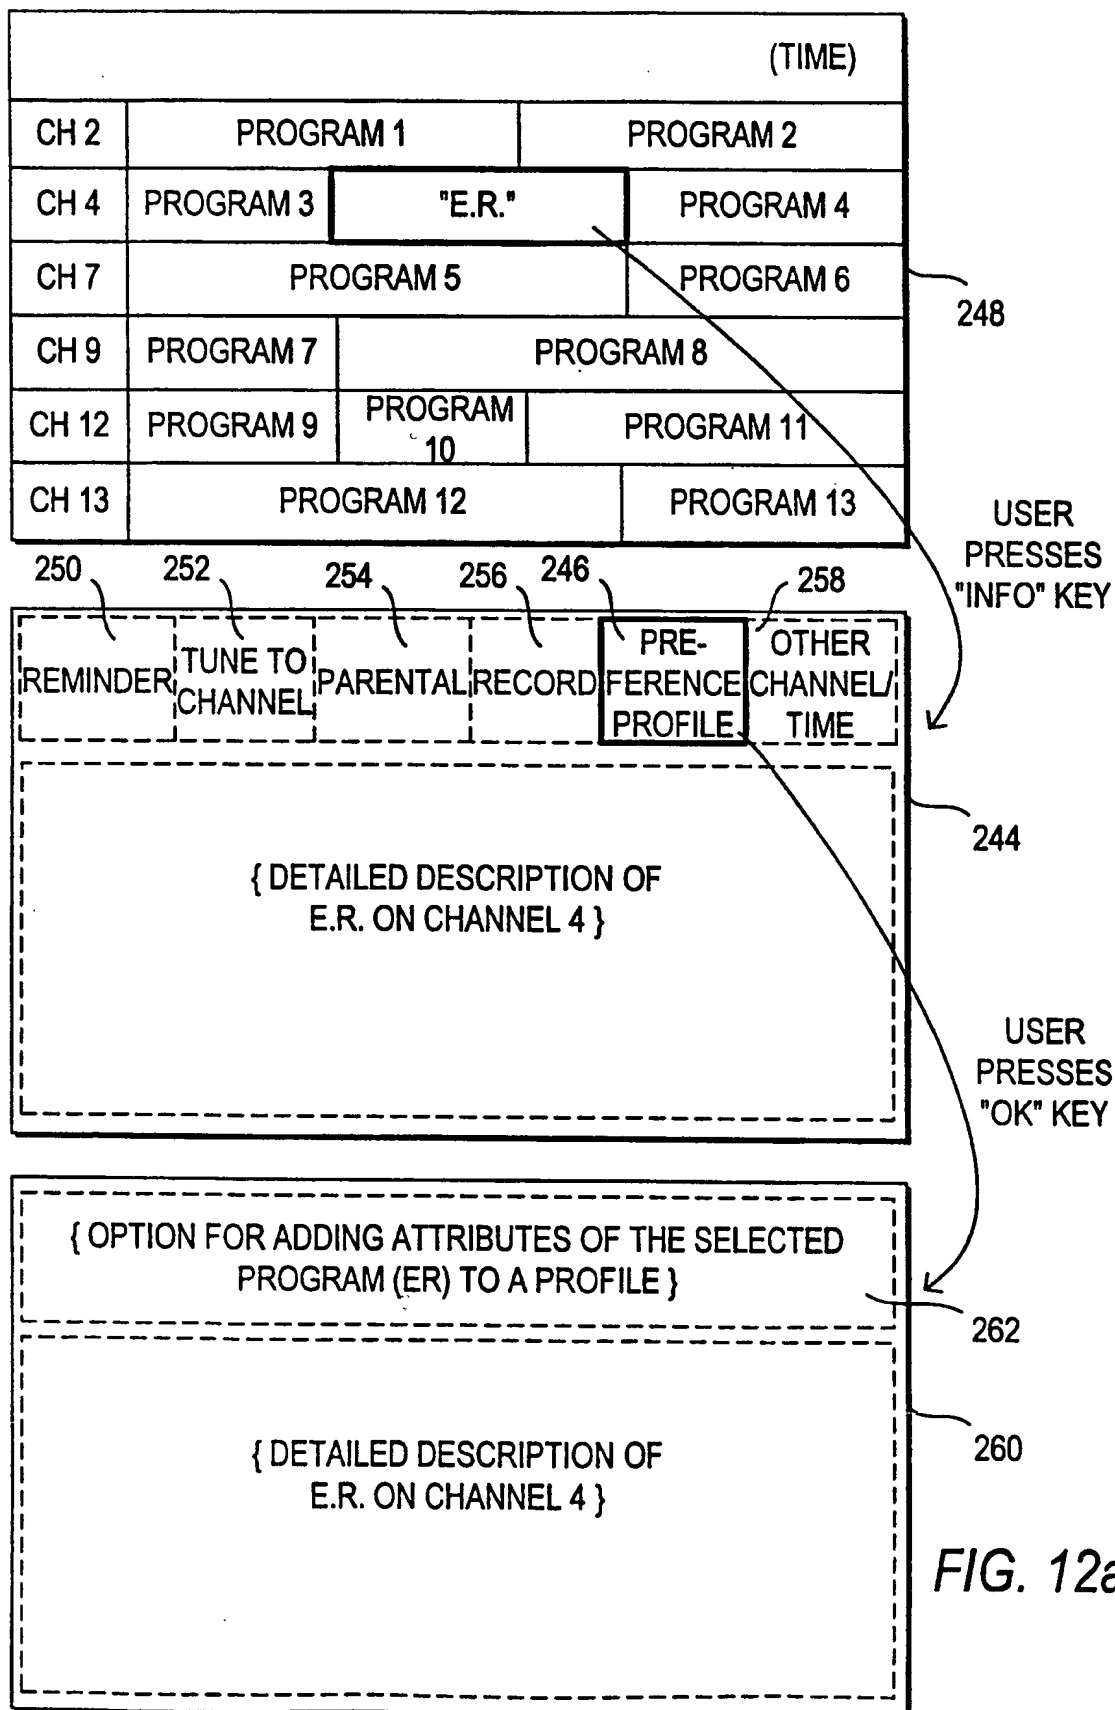 (TIME)
CH 2 PROGRAM 1 PROGRAM 2
CH 4 PROGRAM 3 "E.R." PROGRAM 4
CH 7 PROGRAM 5 PROGRAM 6
248
CH 9 PROGRAM 7 PROGRAM 8
CH 12 PROGRAM 9 PROGRAM 10 PROGRAM 11
CH 13 PROGRAM 12 PROGRAM 13
USER
PRESSES
"INFO" KEY
250 252 254 256 246 258
REMINDER
TUNE TO
CHANNEL
PARENTAL
RECORD
PRE-
FERENCE
PROFILE
OTHER
CHANNEL/
TIME
244
{ DETAILED DESCRIPTION OF
E.R. ON CHANNEL 4 }
USER
PRESSES
"OK" KEY
{ OPTION FOR ADDING ATTRIBUTES OF THE SELECTED
PROGRAM (ER) TO A PROFILE }
262
260
{ DETAILED DESCRIPTION OF
E.R. ON CHANNEL 4 }
FIG. 12a